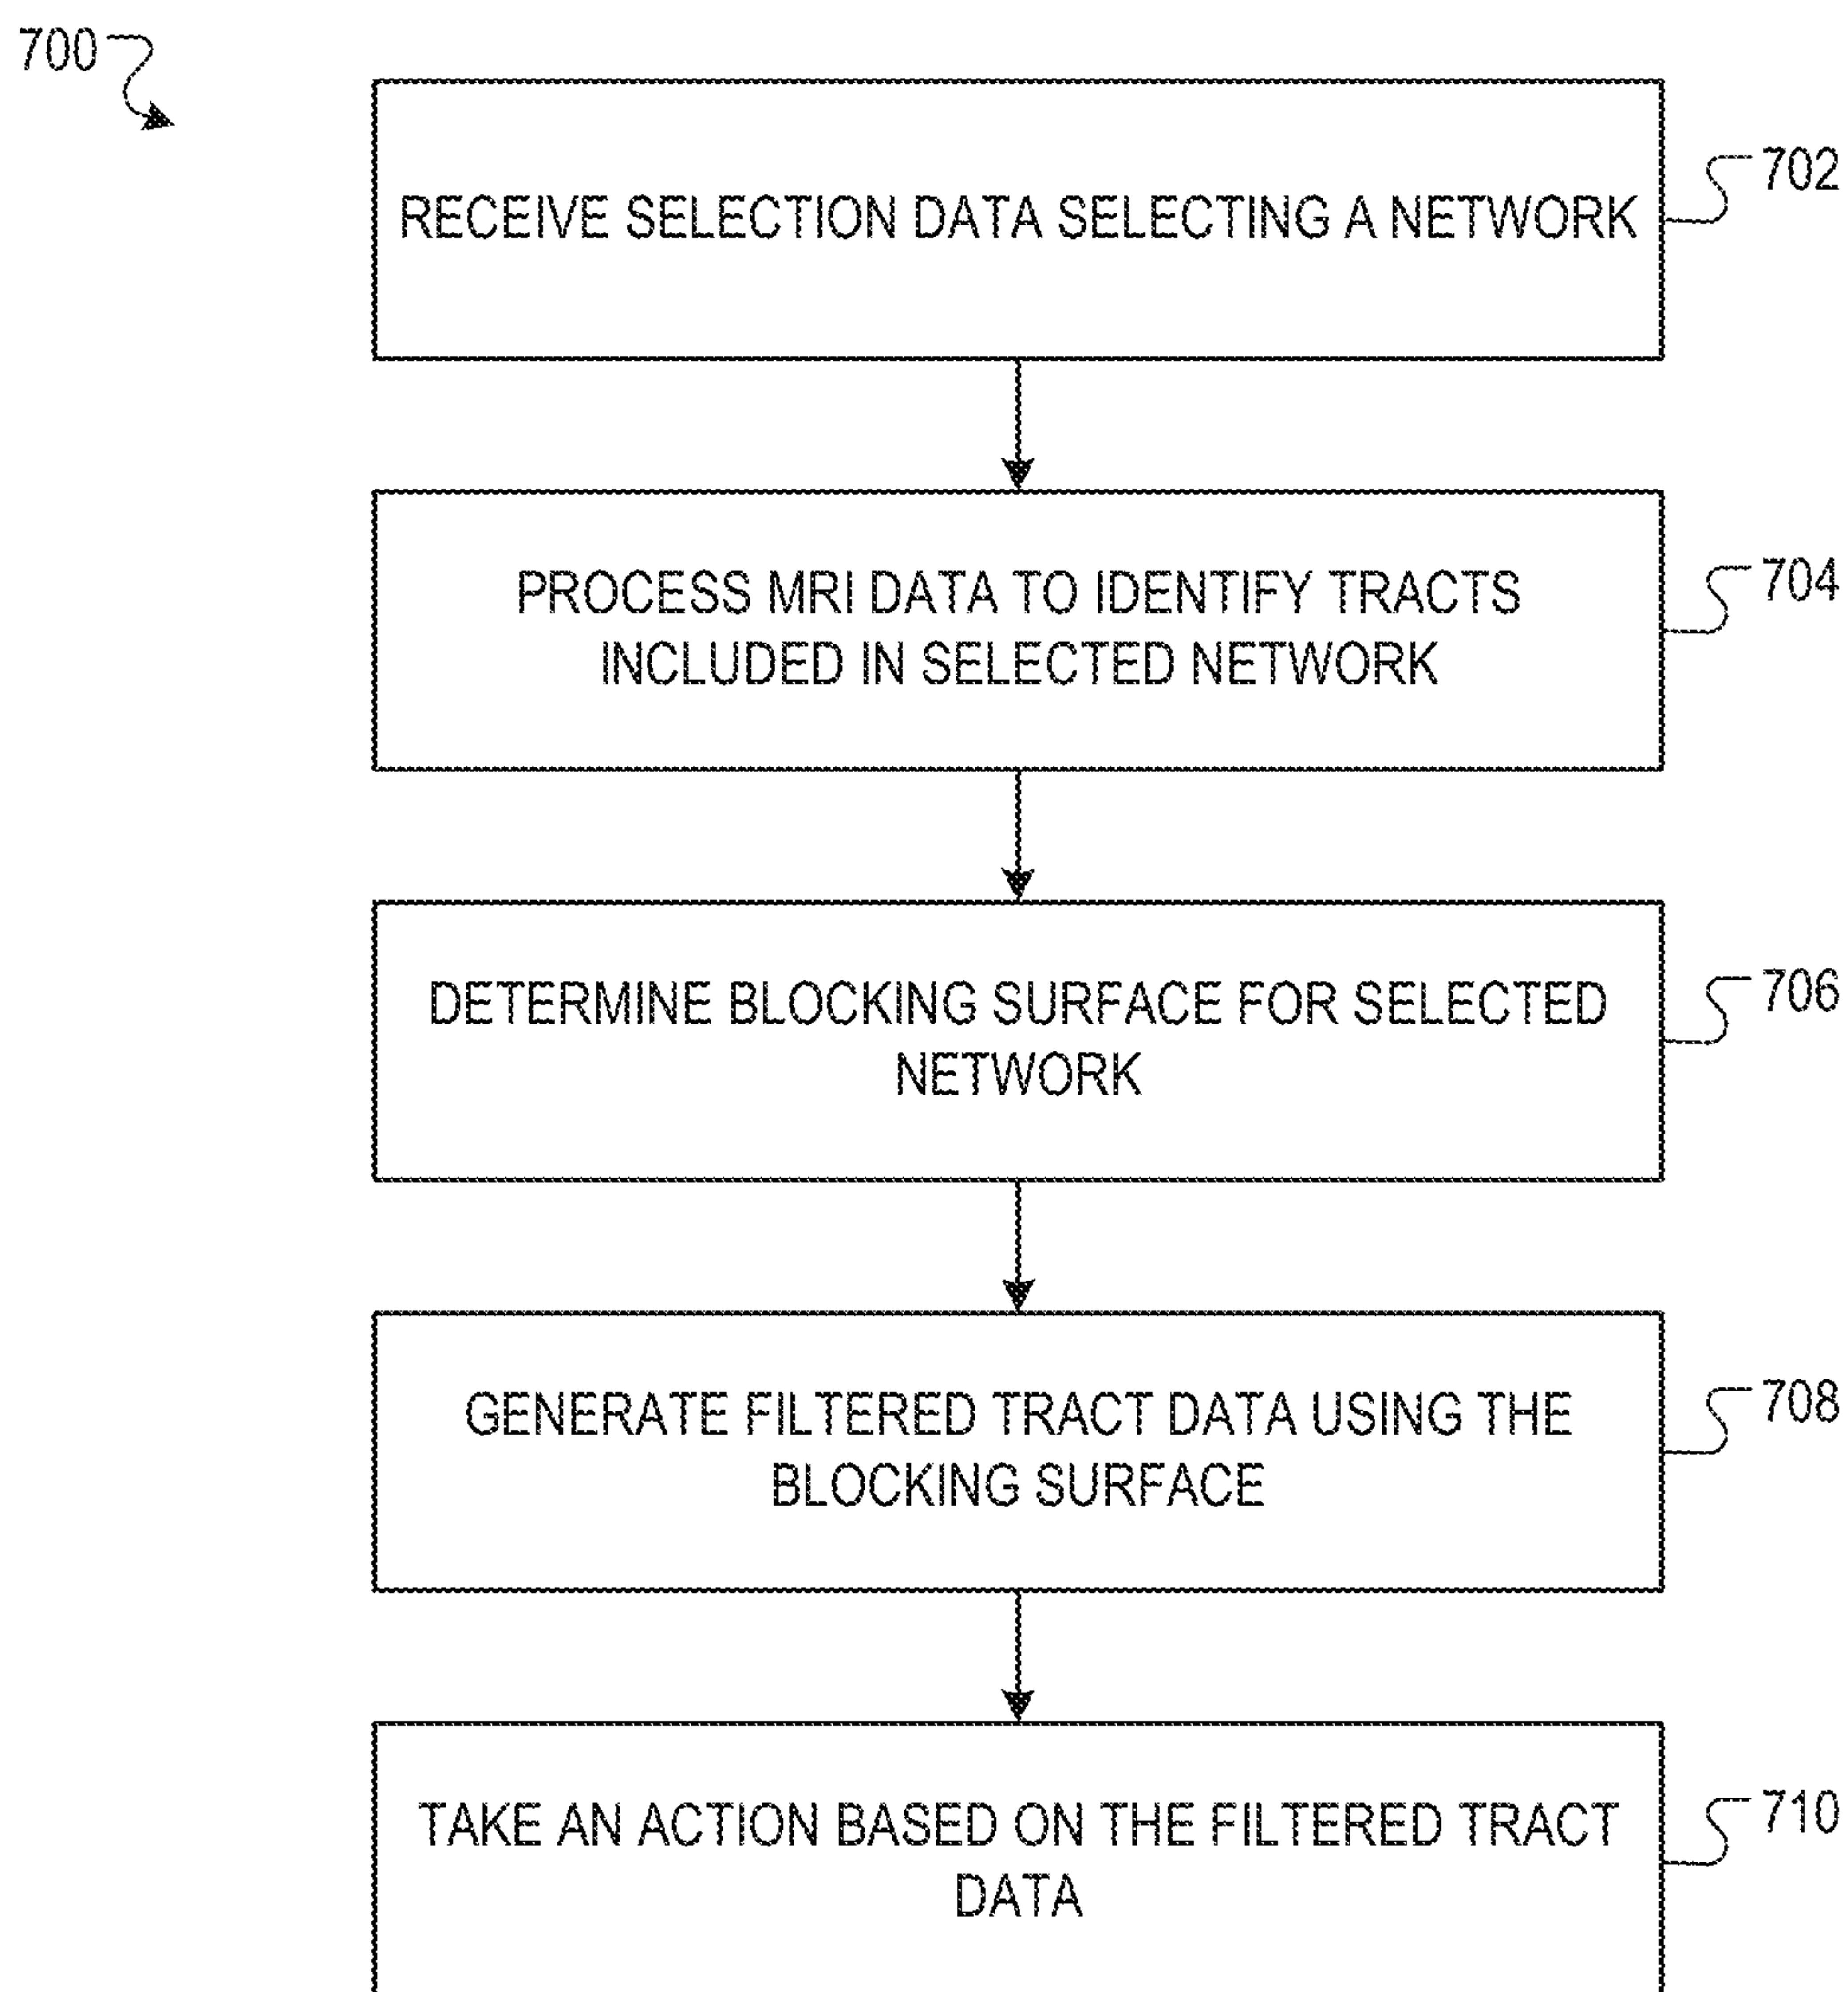 700
RECEIVE SELECTION DATA SELECTING A NETWORK
702
PROCESS MRI DATA TO IDENTIFY TRACTS
INCLUDED IN SELECTED NETWORK
704
DETERMINE BLOCKING SURFACE FOR SELECTED
NETWORK
706
GENERATE FILTERED TRACT DATA USING THE
BLOCKING SURFACE
708
TAKE AN ACTION BASED ON THE FILTERED TRACT
DATA
710